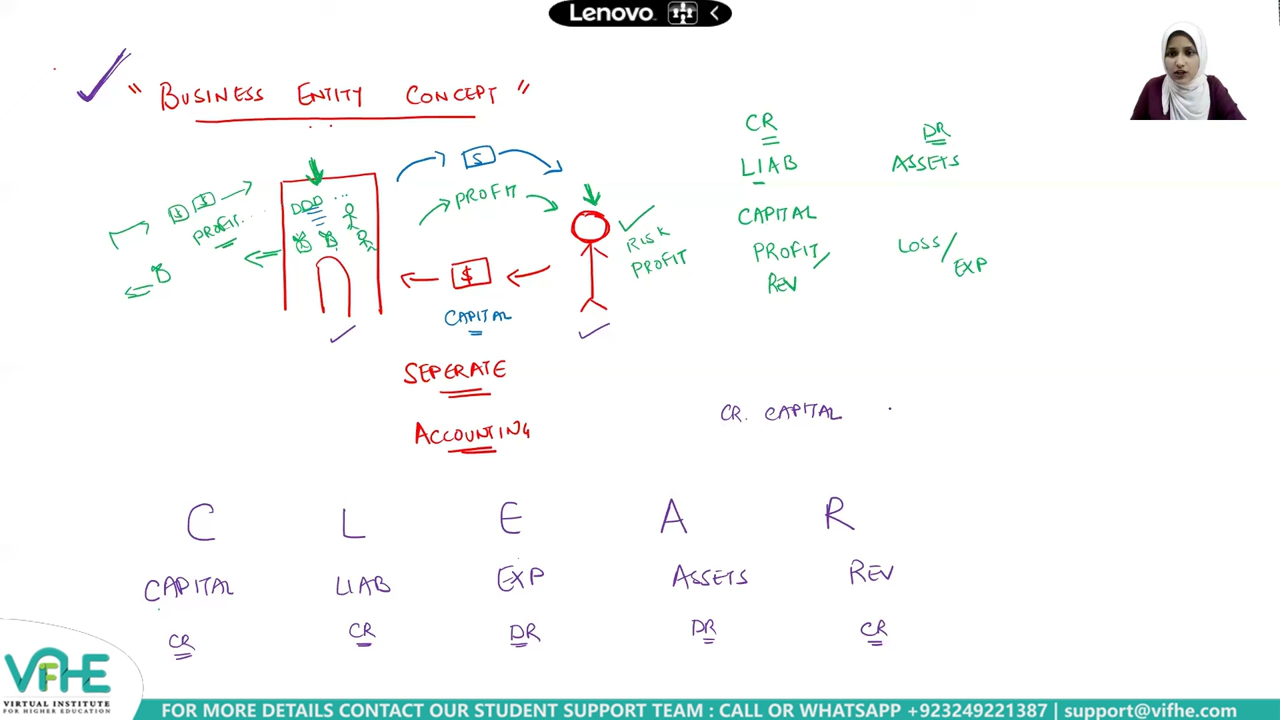 Lenovo
" BUSINESS ENTITY CONCEPT "
CR DR
LIAB ASSETS
CAPITAL
PROFIT/ LOSS/
REV EXP
$ $
PROFIT...
S
PROFIT
RISK
PROFIT
$
CAPITAL
SEPERATE
ACCOUNTING
CR. CAPITAL
C L E A R
CAPITAL LIAB EXP ASSETS REV
CR CR DR DR CR
VFHE
VIRTUAL INSTITUTE
FOR HIGHER EDUCATION
FOR MORE DETAILS CONTACT OUR STUDENT SUPPORT TEAM : CALL OR WHATSAPP +923249221387 | support@vifhe.com